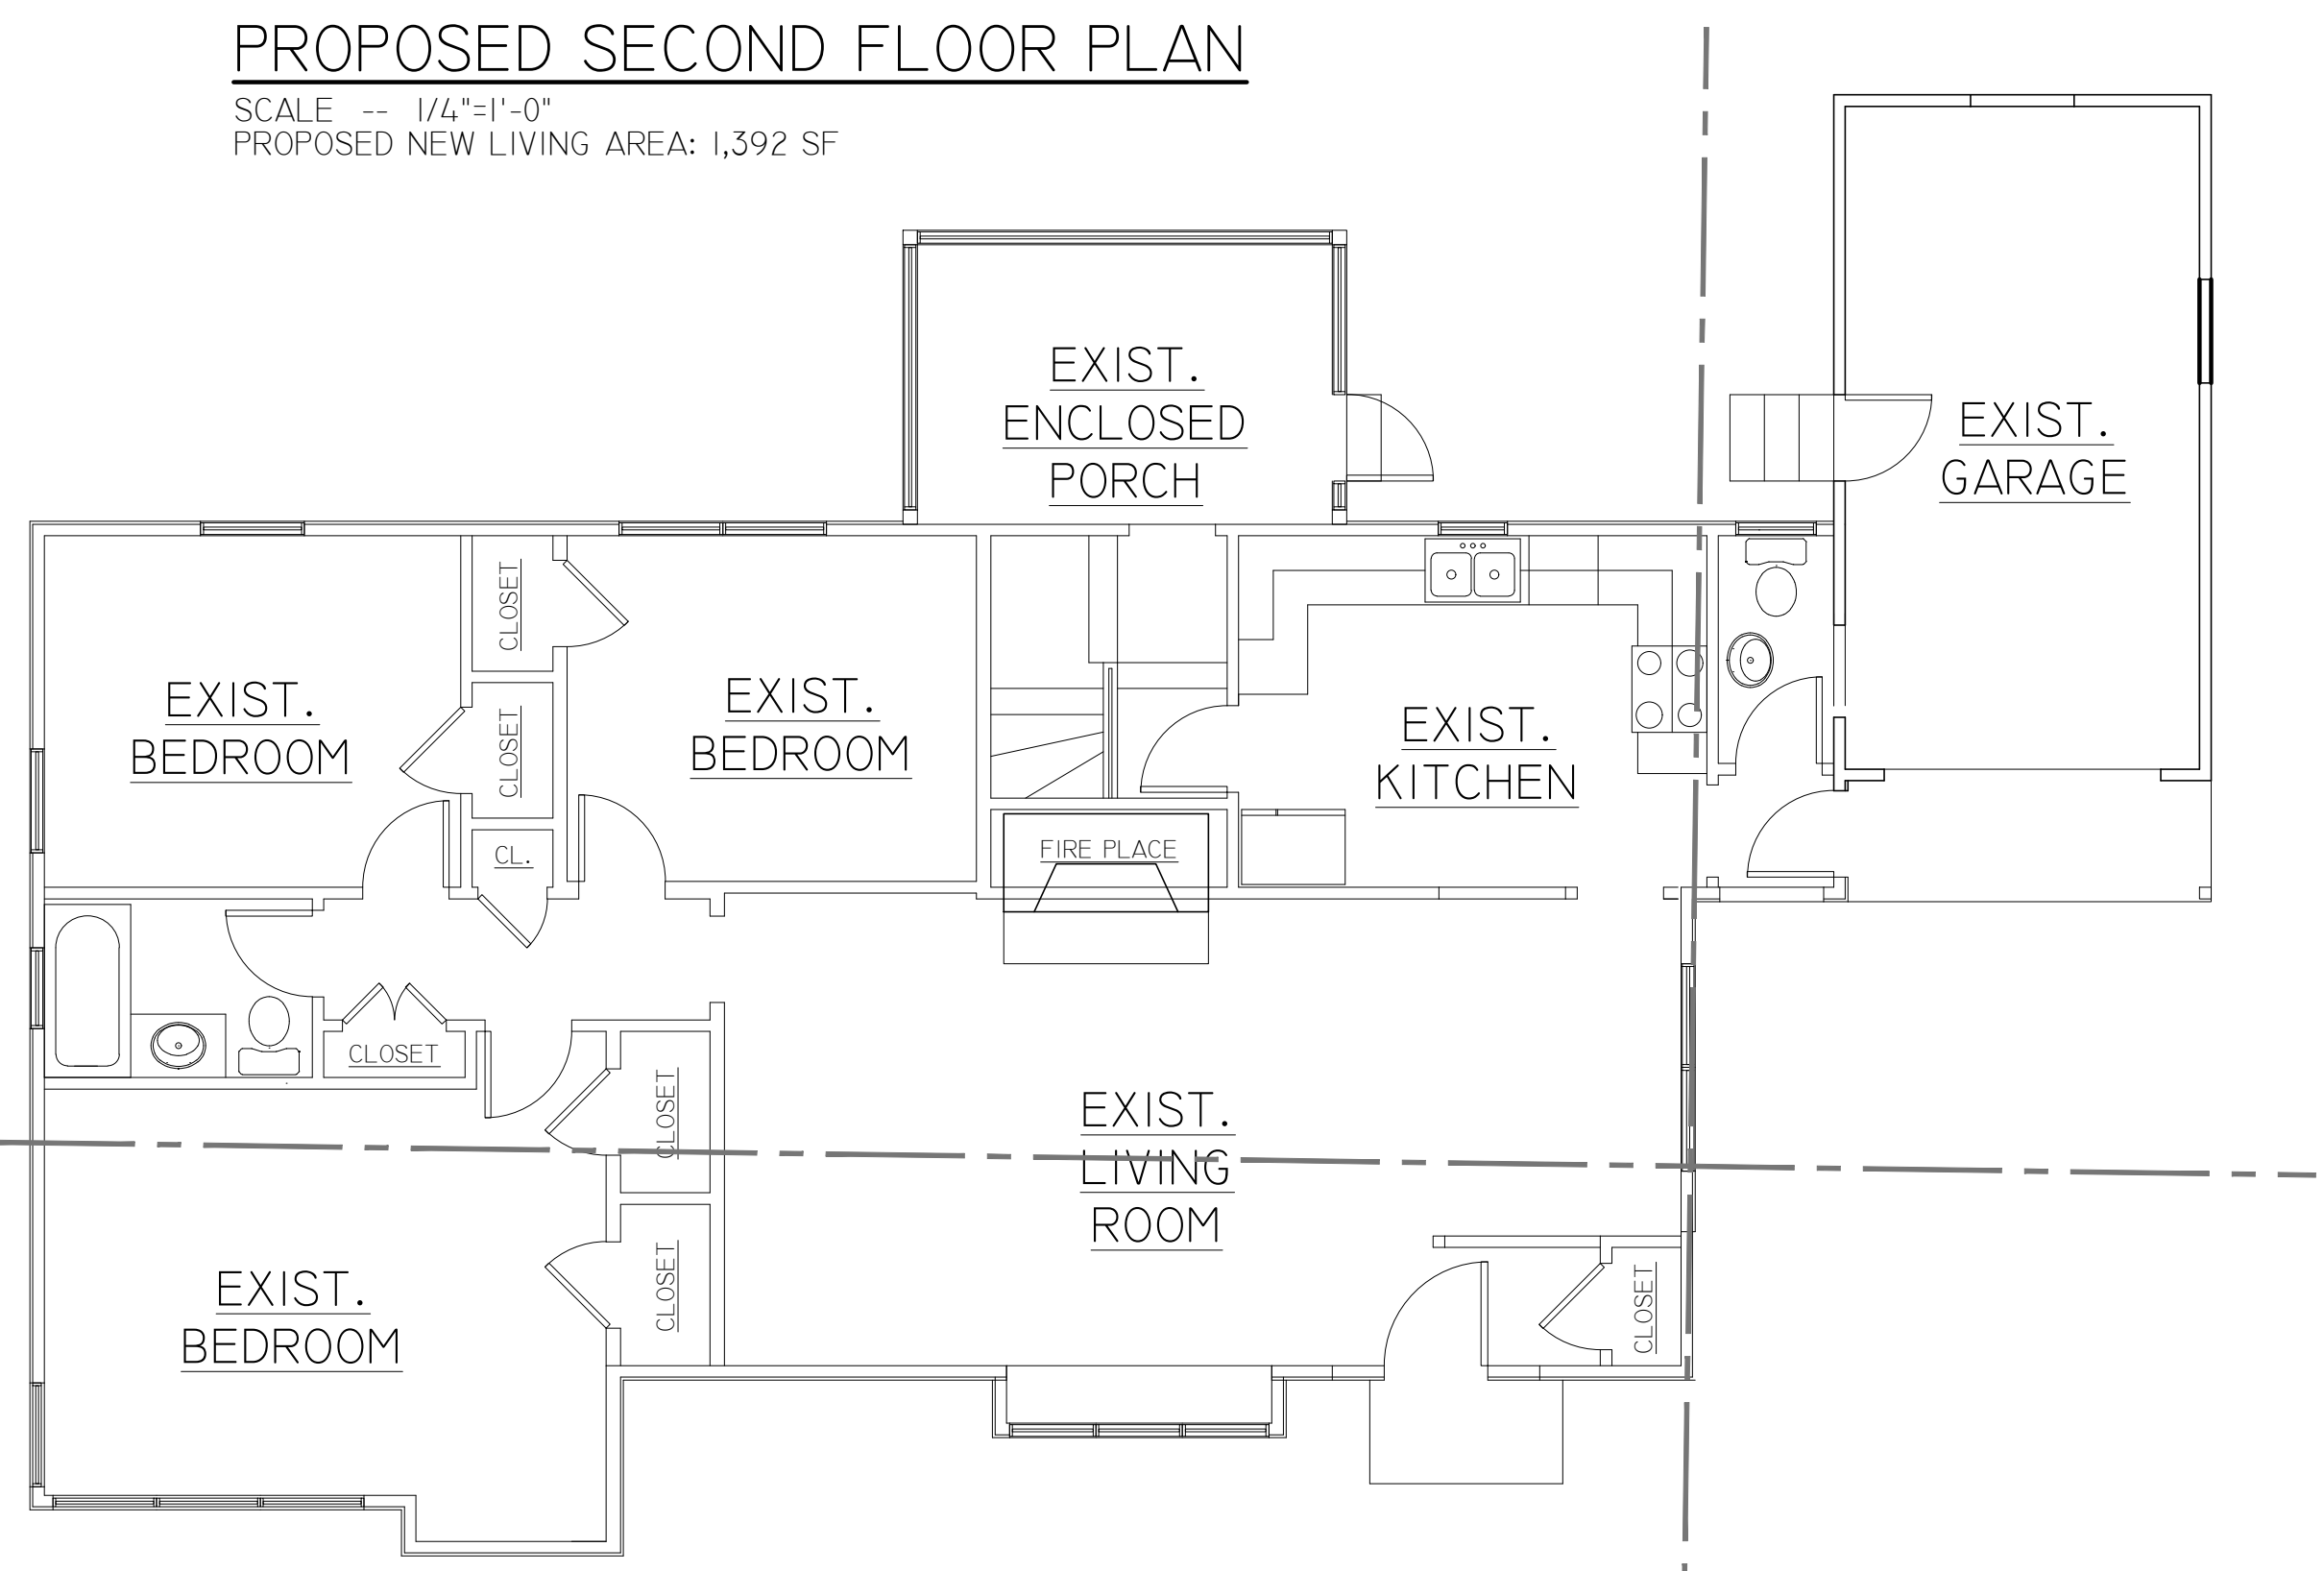 PROPOSED SECOND FLOOR PLAN
SCALE -- 1/4"=1'-0"
PROPOSED NEW LIVING AREA: 1,392 SF
EXIST.
ENCLOSED
PORCH
EXIST.
GARAGE
CLOSET
EXIST.
BEDROOM
CLOSET
EXIST.
BEDROOM
EXIST.
KITCHEN
CL.
FIRE PLACE
CLOSET
CLOSET
EXIST.
LIVING
ROOM
EXIST.
BEDROOM
CLOSET
CLOSET